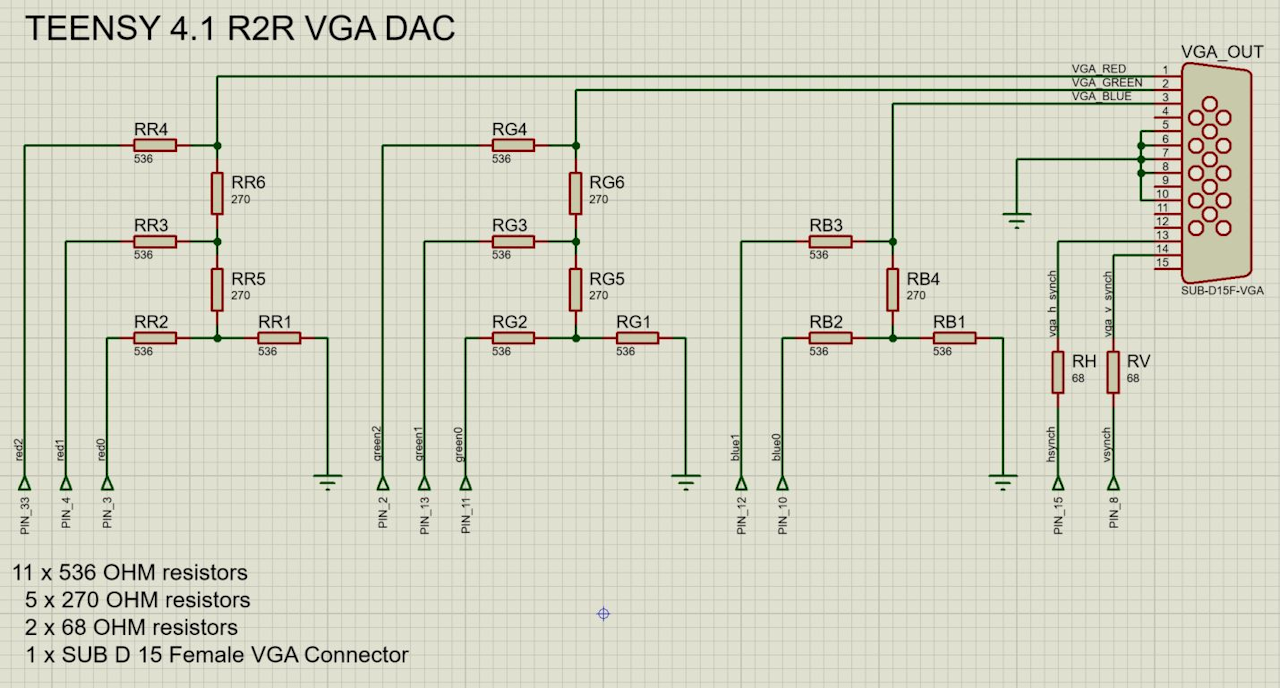 TEENSY 4.1 R2R VGA DAC
VGA_OUT
VGA_RED
VGA_GREEN
VGA_BLUE
1
2
3
4
5
6
7
8
9
10
11
12
13
14
15
SUB-D15F-VGA
RR4
536
RR6
270
RR3
536
RR5
270
RR2
536
RR1
536
RG4
536
RG6
270
RG3
536
RG5
270
RG2
536
RG1
536
RB3
536
RB4
270
RB2
536
RB1
536
vga_h_synch
vga_v_synch
RH
68
RV
68
red2
red1
red0
green2
green1
green0
blue1
blue0
hsynch
vsynch
PIN_33
PIN_4
PIN_3
PIN_2
PIN_13
PIN_11
PIN_12
PIN_10
PIN_15
PIN_8
11 x 536 OHM resistors
5 x 270 OHM resistors
2 x 68 OHM resistors
1 x SUB D 15 Female VGA Connector